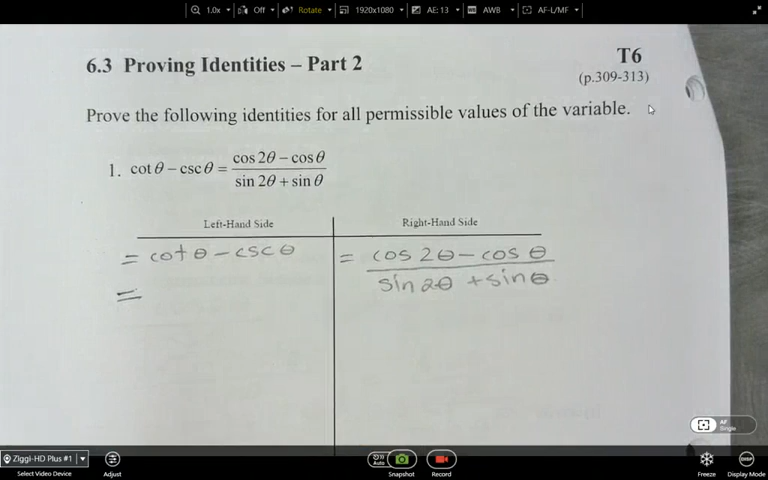 1.0x Off Rotate 1920x1080 AE: 13 AWB AF-L/MF
6.3 Proving Identities – Part 2
T6
(p.309-313)
Prove the following identities for all permissible values of the variable.
1. cot θ – csc θ = (cos 2θ – cos θ) / (sin 2θ + sin θ)
Left-Hand Side Right-Hand Side
= cot θ – csc θ
=
= (cos 2θ – cos θ) / (sin 2θ + sin θ)
AF
Single
Ziggi-HD Plus #1 Auto DISP
Select Video Device Adjust Snapshot Record Freeze Display Mode